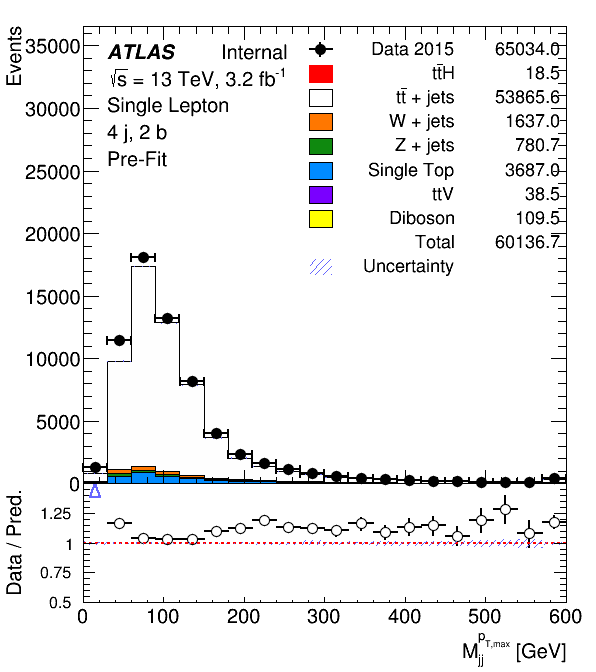 Events
35000
30000
25000
20000
15000
10000
5000
0
ATLAS Internal
√s = 13 TeV, 3.2 fb⁻¹
Single Lepton
4 j, 2 b
Pre-Fit
Data 2015 65034.0
tt̄H 18.5
tt̄ + jets 53865.6
W + jets 1637.0
Z + jets 780.7
Single Top 3687.0
ttV 38.5
Diboson 109.5
Total 60136.7
Uncertainty
Data / Pred.
1.25
1
0.75
0.5
0 100 200 300 400 500 600
M_jj^{p_T,max} [GeV]